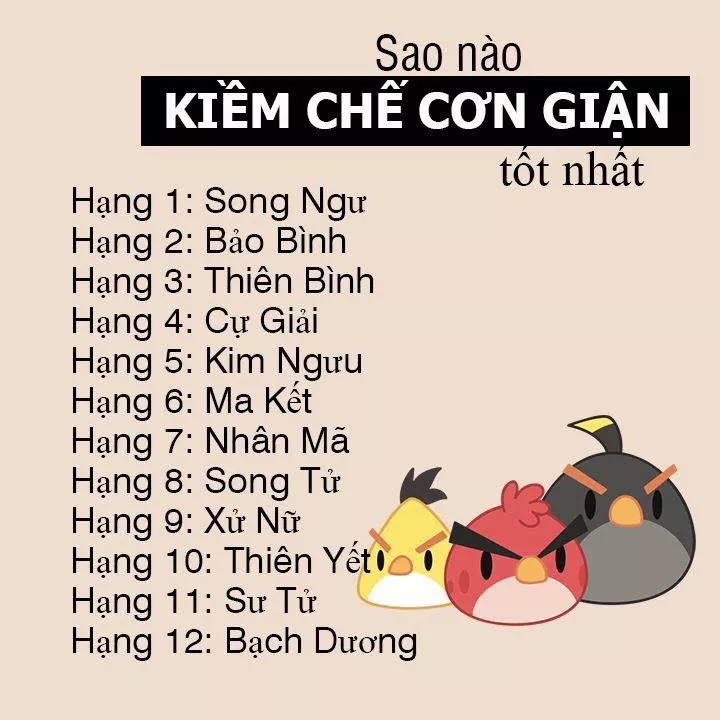 Sao nào
KIỀM CHẾ CƠN GIẬN
tốt nhất
Hạng 1: Song Ngư
Hạng 2: Bảo Bình
Hạng 3: Thiên Bình
Hạng 4: Cự Giải
Hạng 5: Kim Ngưu
Hạng 6: Ma Kết
Hạng 7: Nhân Mã
Hạng 8: Song Tử
Hạng 9: Xử Nữ
Hạng 10: Thiên Yết
Hạng 11: Sư Tử
Hạng 12: Bạch Dương